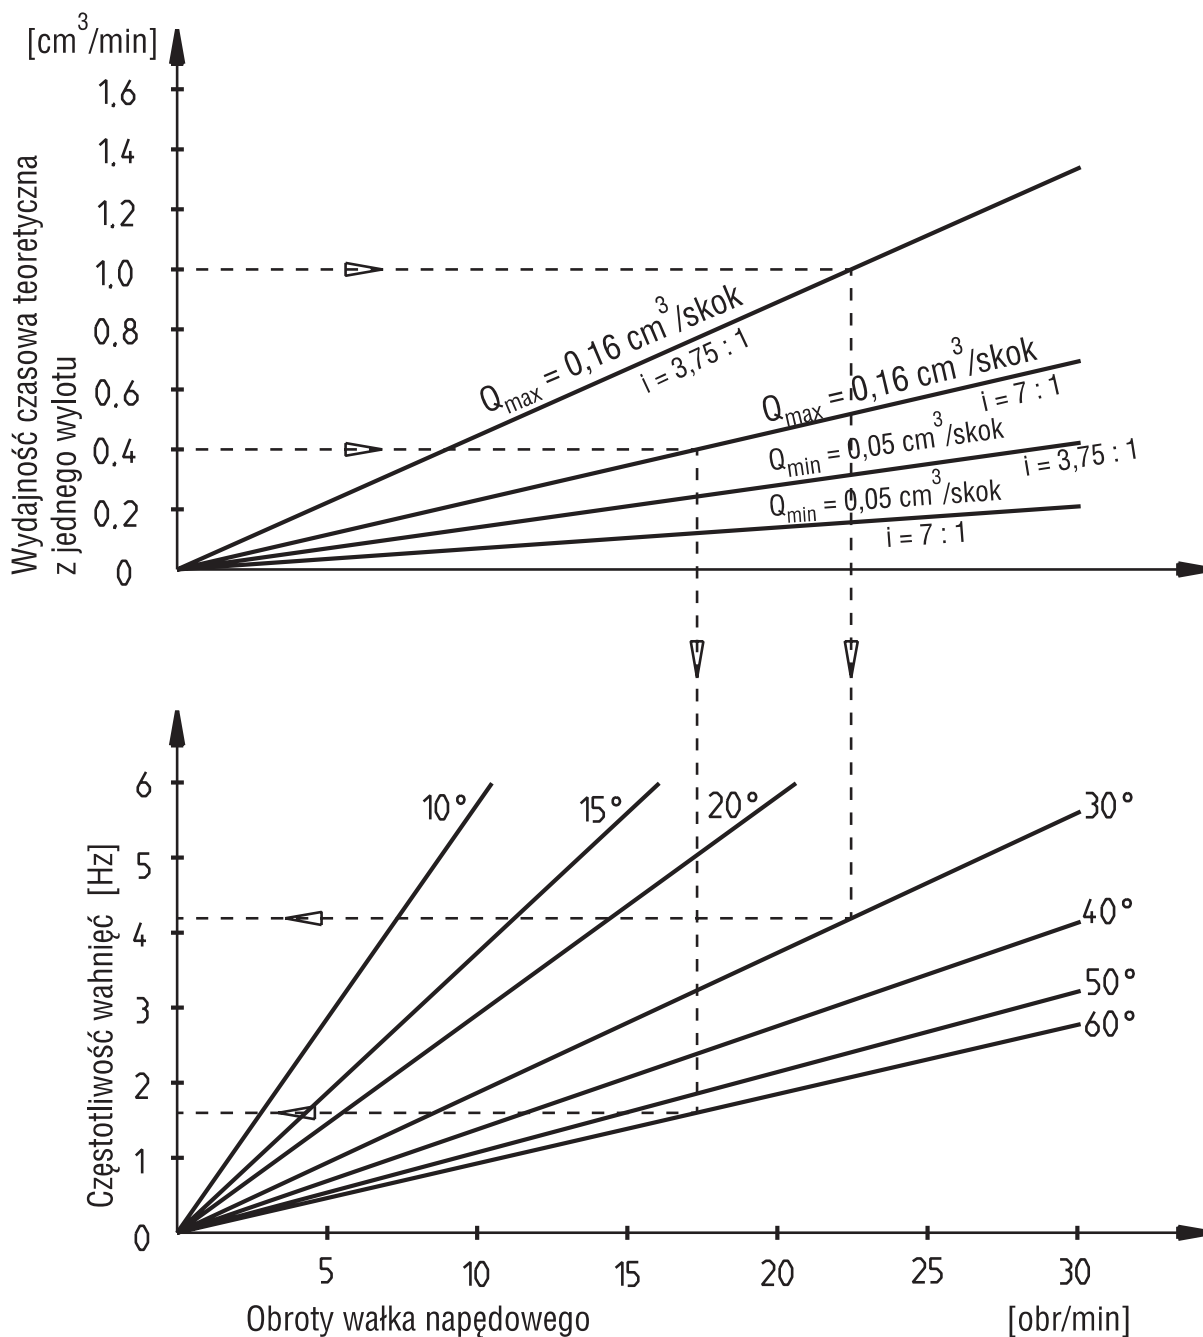 [cm³/min]
1.6
1.4
1.2
1.0
0.8
0.6
0.4
0.2
0
Wydajność czasowa teoretyczna
z jednego wylotu
Qmax = 0,16 cm³/skok
i = 3,75 : 1
Qmax = 0,16 cm³/skok
i = 7 : 1
Qmin = 0,05 cm³/skok
i = 3,75 : 1
Qmin = 0,05 cm³/skok
i = 7 : 1
6
5
4
3
2
1
0
Częstotliwość wahnięć [Hz]
10°
15°
20°
30°
40°
50°
60°
5 10 15 20 25 30
Obroty wałka napędowego [obr/min]